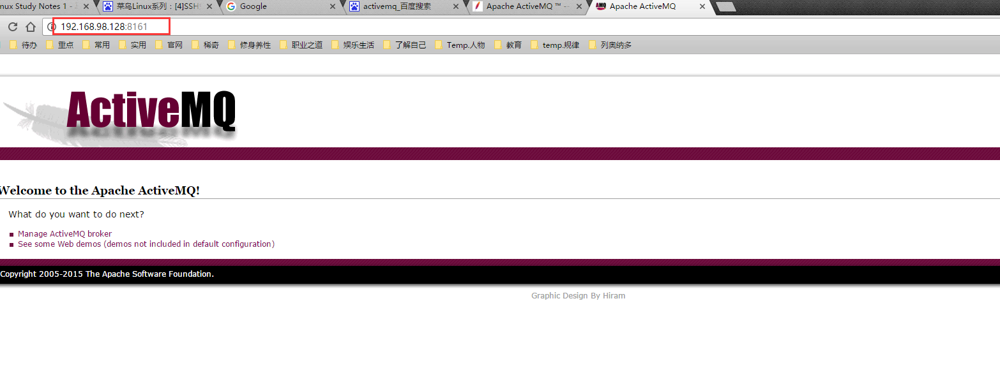 nux Study Notes 1 -
菜鸟Linux系列：[4]SSH
Google
activemq_百度搜索
Apache ActiveMQ ™ --
AMQ
Apache ActiveMQ
192.168.98.128:8161
待办 重点 常用 实用 官网 稀奇 修身养性 职业之道 娱乐生活 了解自己 Temp.人物 教育 temp.规律 列奥纳多
ActiveMQ
Welcome to the Apache ActiveMQ!
What do you want to do next?
Manage ActiveMQ broker
See some Web demos (demos not included in default configuration)
Copyright 2005-2015 The Apache Software Foundation.
Graphic Design By Hiram